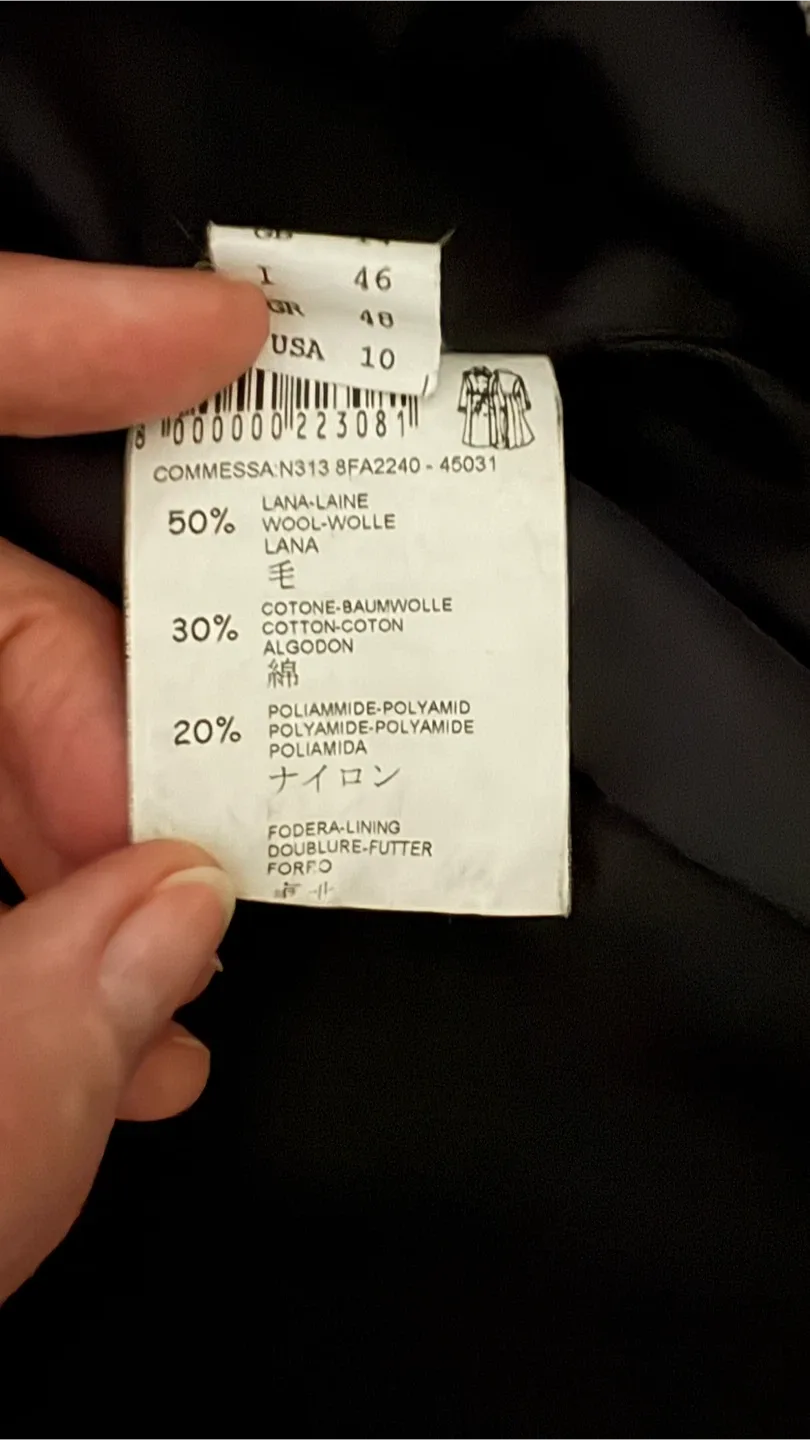 I 46
GR 48
USA 10
8 000000 223081
COMMESSA:N313 8FA2240 - 45031
50% LANA-LAINE
WOOL-WOLLE
LANA
毛
30% COTONE-BAUMWOLLE
COTTON-COTON
ALGODON
綿
20% POLIAMMIDE-POLYAMID
POLYAMIDE-POLYAMIDE
POLIAMIDA
ナイロン
FODERA-LINING
DOUBLURE-FUTTER
FORRO